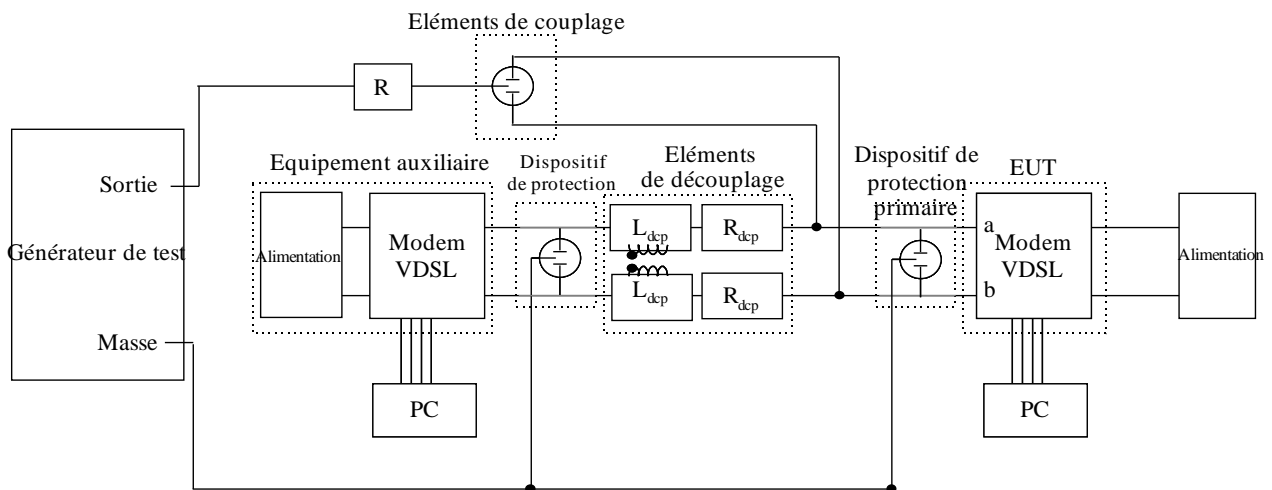 Eléments de couplage
R
Equipement auxiliaire
Dispositif
de protection
Eléments
de découplage
Dispositif de
protection
primaire
EUT
Sortie
Générateur de test
Masse
Alimentation
Modem
VDSL
L dcp
R dcp
L dcp
R dcp
a
b
Modem
VDSL
Alimentation
PC
PC